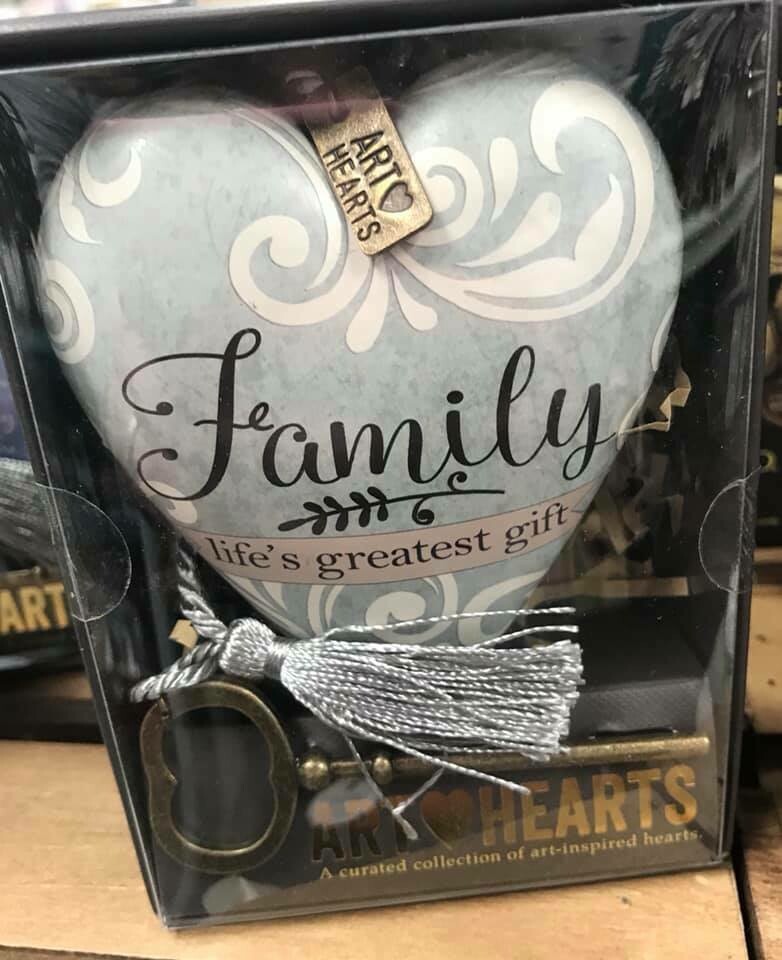 ART
HEARTS
Family
life's greatest gift
ART
ART HEARTS
A curated collection of art-inspired hearts.